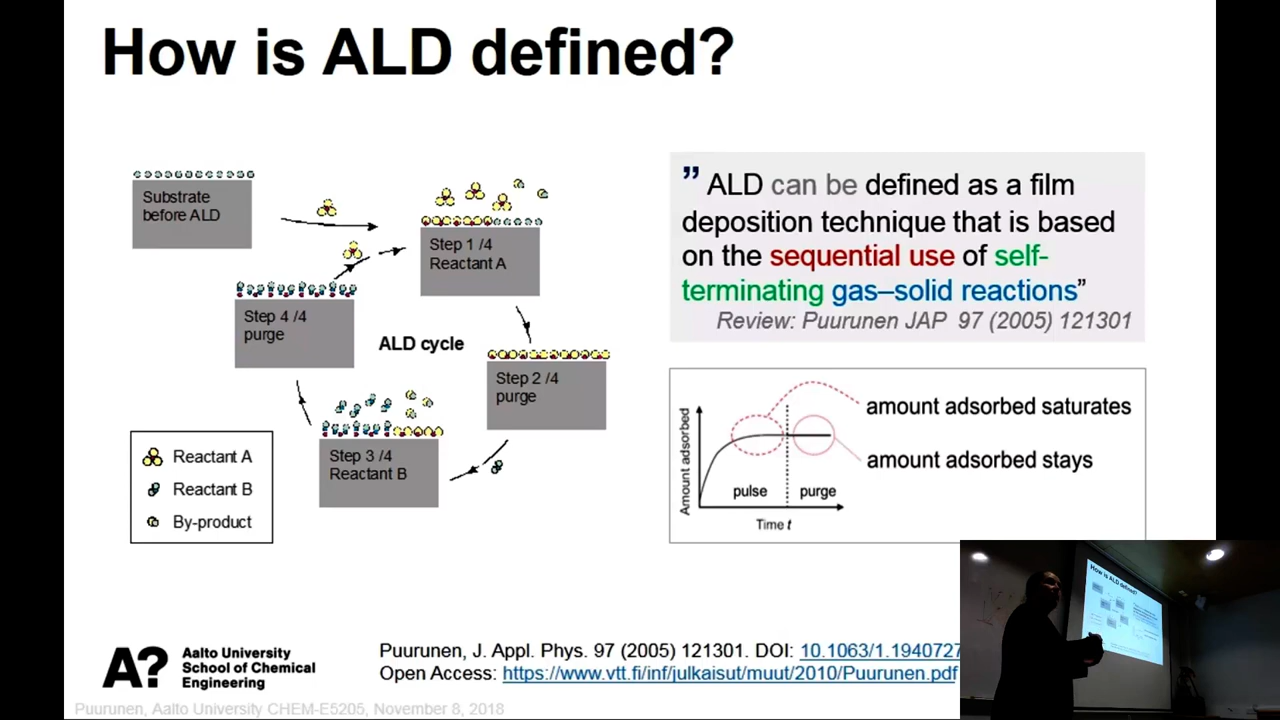 How is ALD defined?
Substrate
before ALD
Step 1 /4
Reactant A
Step 4 /4
purge
ALD cycle
Step 2 /4
purge
Step 3 /4
Reactant B
Reactant A
Reactant B
By-product
” ALD can be defined as a film
deposition technique that is based
on the sequential use of self-
terminating gas–solid reactions”
Review: Puurunen JAP 97 (2005) 121301
Amount adsorbed
amount adsorbed saturates
amount adsorbed stays
pulse
purge
Time t
A?
Aalto University
School of Chemical
Engineering
Puurunen, J. Appl. Phys. 97 (2005) 121301. DOI: 10.1063/1.1940727
Open Access: https://www.vtt.fi/inf/julkaisut/muut/2010/Puurunen.pdf
Puurunen, Aalto University CHEM-E5205, November 8, 2018
How is ALD defined?